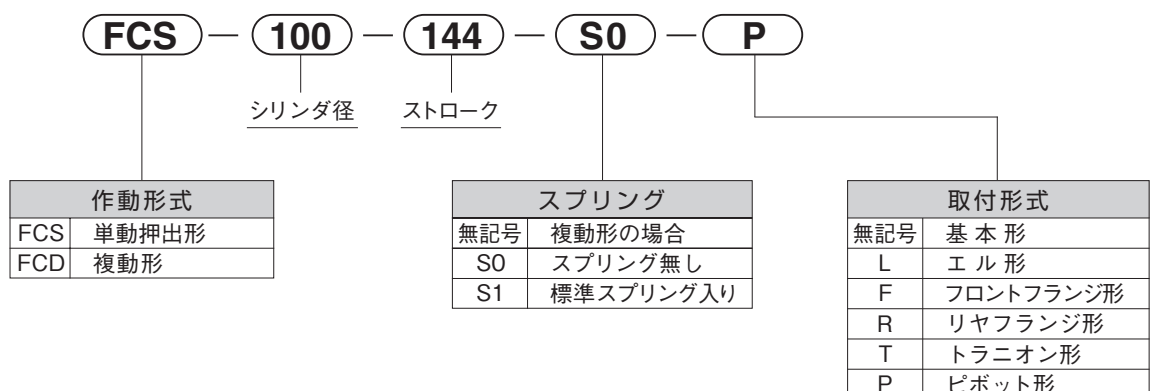 FCS — 100 — 144 — S0 — P
シリンダ径 ストローク
作動形式
FCS 単動押出形
FCD 複動形
スプリング
無記号 複動形の場合
S0 スプリング無し
S1 標準スプリング入り
取付形式
無記号 基本形
L エル形
F フロントフランジ形
R リヤフランジ形
T トラニオン形
P ピボット形